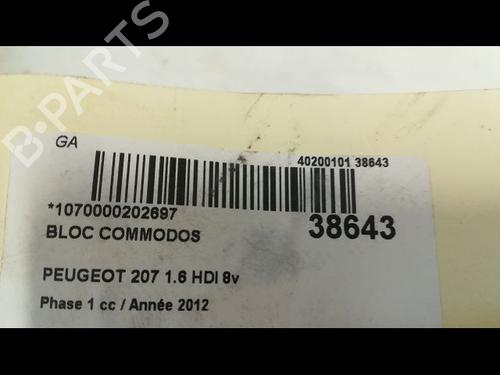 B-PARTS
GA
40200101 38643
*1070000202697
38643
BLOC COMMODOS
PEUGEOT 207 1.6 HDI 8v
Phase 1 cc / Année 2012